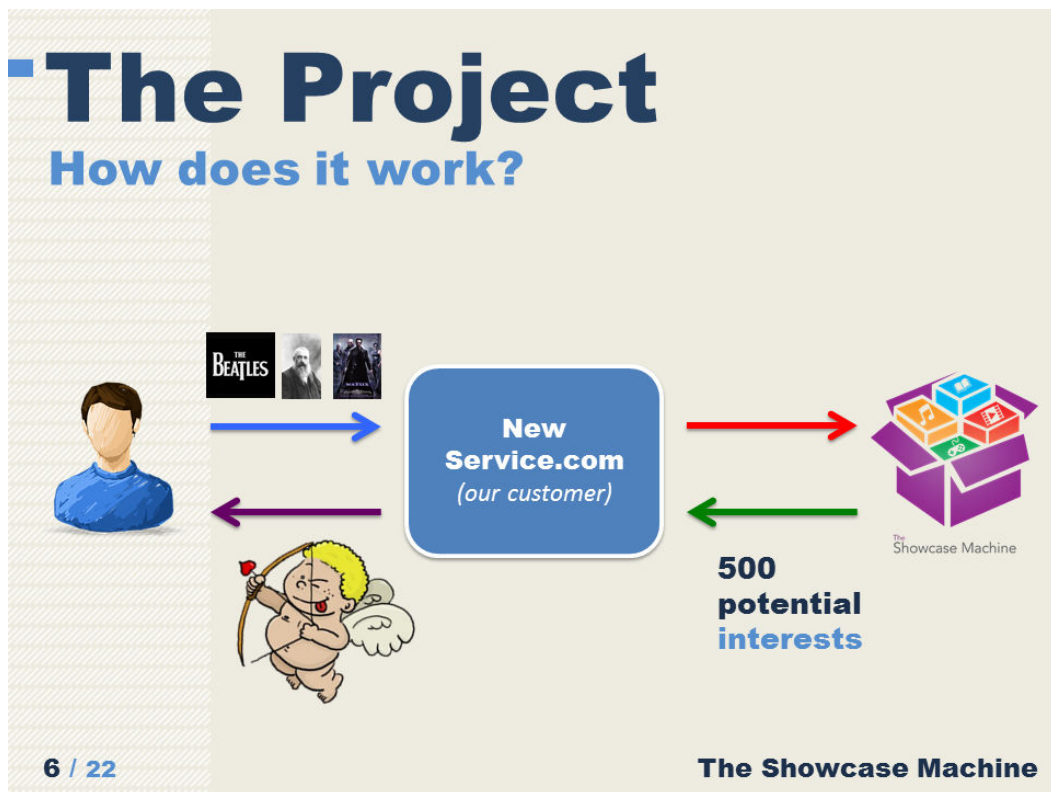 The Project
How does it work?
THE
BEATLES
MATRIX
New
Service.com
(our customer)
The
Showcase Machine
500
potential
interests
6 / 22
The Showcase Machine